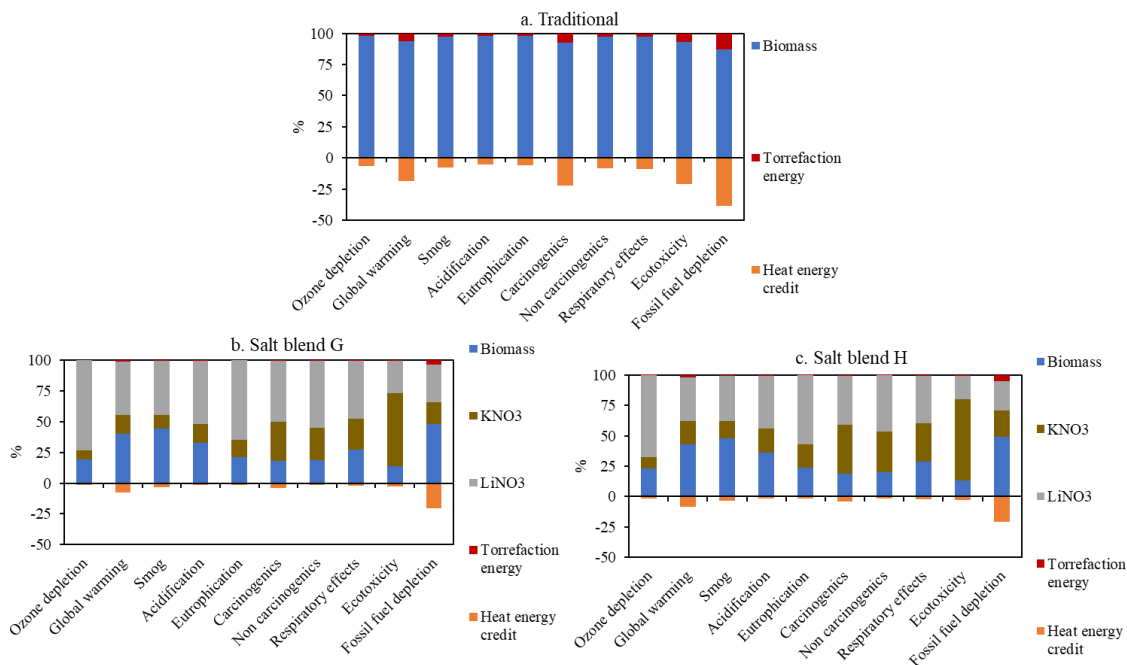 a. Traditional
100
75
50
25
0
-25
-50
%
Ozone depletion
Global warming
Smog
Acidification
Eutrophication
Carcinogenics
Non carcinogenics
Respiratory effects
Ecotoxicity
Fossil fuel depletion
Biomass
Torrefaction
energy
Heat energy
credit
b. Salt blend G
100
75
50
25
0
-25
-50
%
Ozone depletion
Global warming
Smog
Acidification
Eutrophication
Carcinogenics
Non carcinogenics
Respiratory effects
Ecotoxicity
Fossil fuel depletion
Biomass
KNO3
LiNO3
Torrefaction
energy
Heat energy
credit
c. Salt blend H
100
75
50
25
0
-25
-50
%
Ozone depletion
Global warming
Smog
Acidification
Eutrophication
Carcinogenics
Non carcinogenics
Respiratory effects
Ecotoxicity
Fossil fuel depletion
Biomass
KNO3
LiNO3
Torrefaction
energy
Heat energy
credit